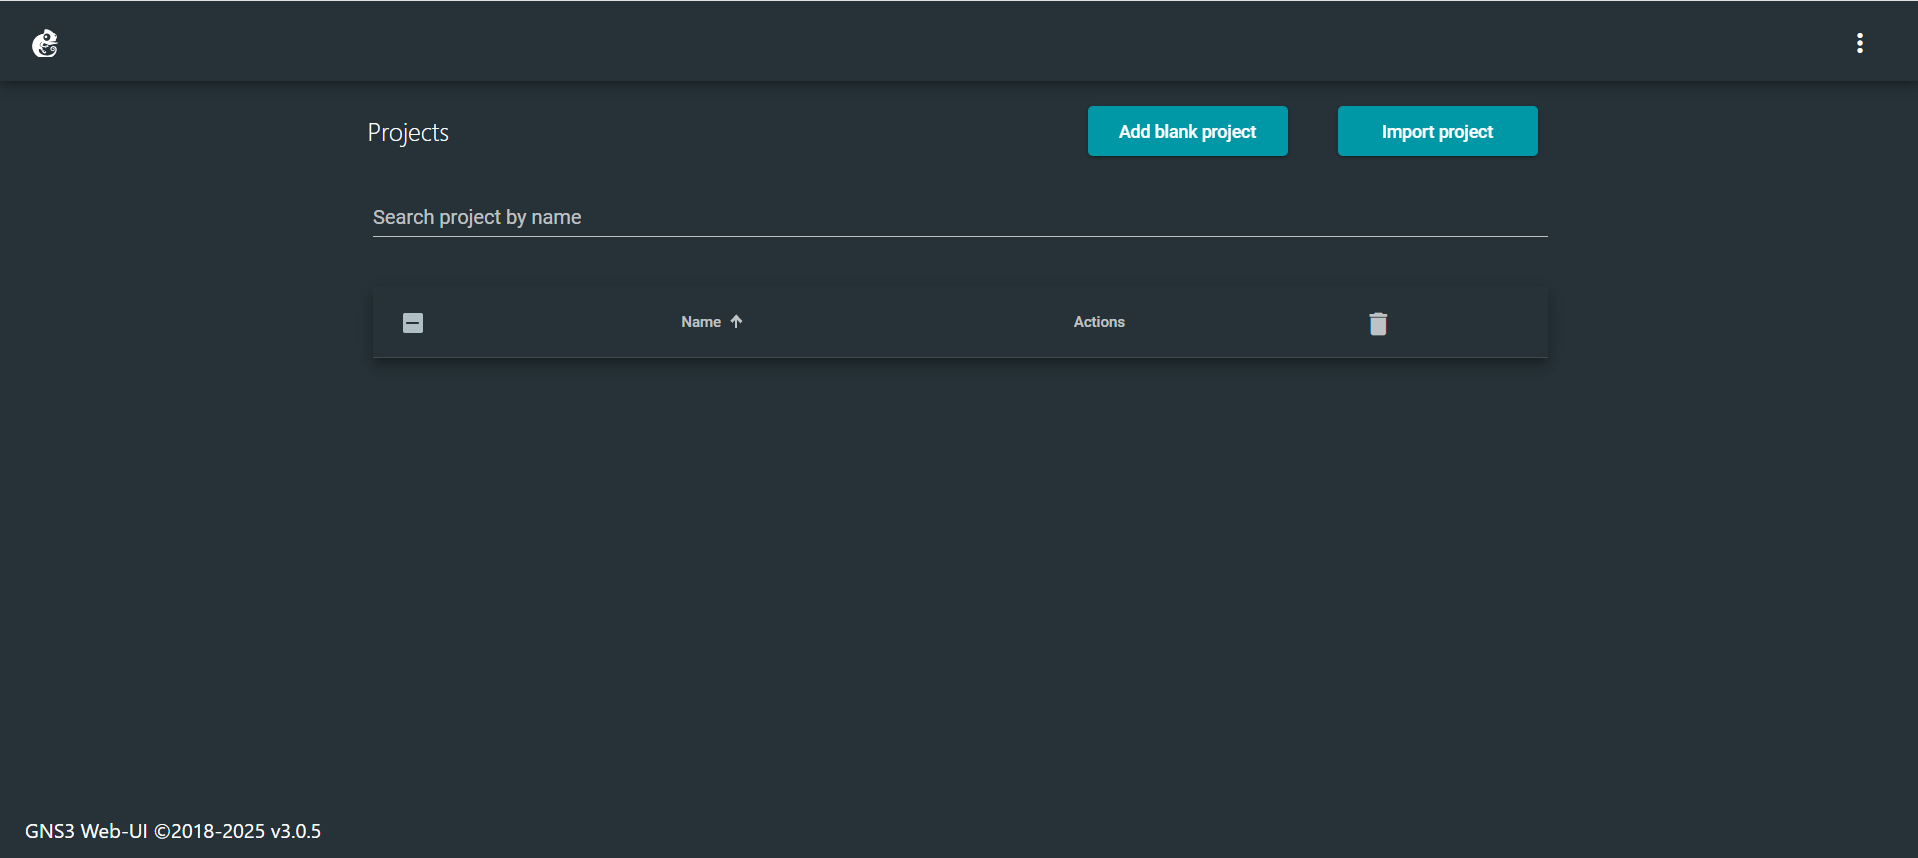 Projects
Add blank project
Import project
Search project by name
Name
Actions
GNS3 Web-UI ©2018-2025 v3.0.5